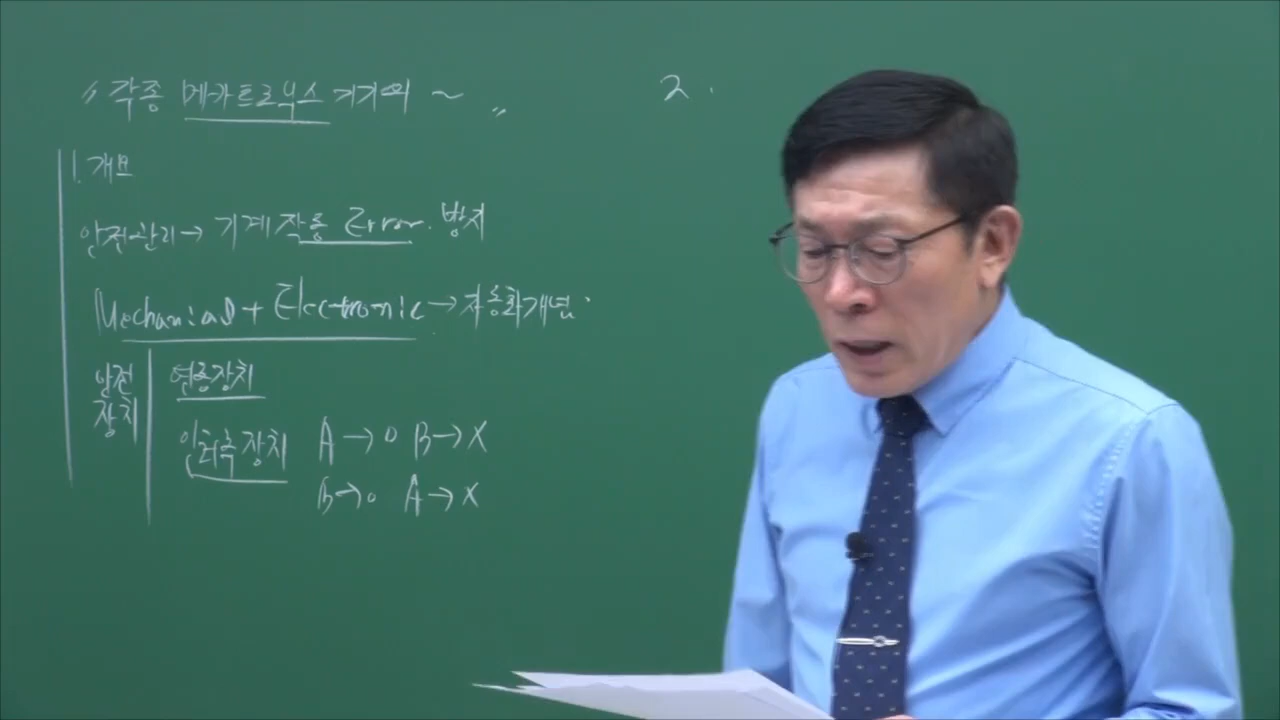 "각종 메카트로닉스 기기의 ~ "
1. 개요
안전관리→ 기계 작동 Error. 방지
Mechanical + Electronic → 자동화개념.
안전
장치
연동장치
인터록장치 A→O B→X
B→O A→X
2.